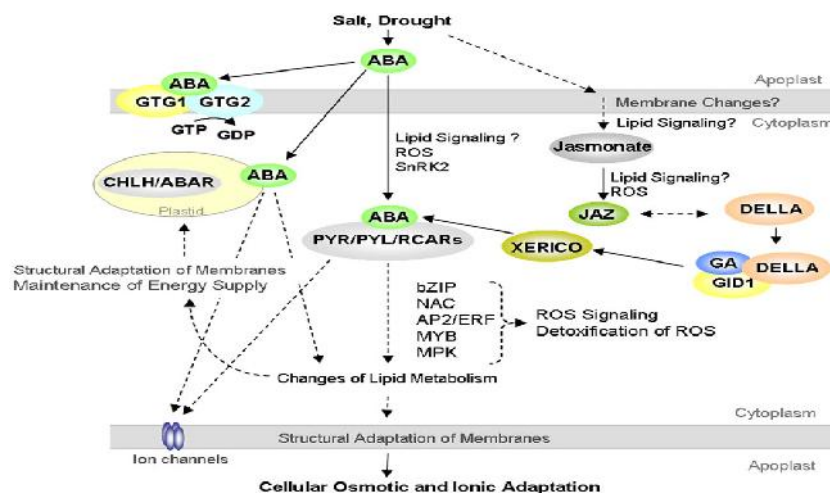 Salt, Drought
ABA
ABA
Apoplast
GTG1 GTG2
Membrane Changes?
GTP GDP
Cytoplasm
Lipid Signaling?
Lipid Signaling ?
ROS
SnRK2
Jasmonate
ABA
CHLH/ABAR
Plastid
Lipid Signaling?
ROS
ABA
JAZ
DELLA
PYR/PYL/RCARs
XERICO
GA
DELLA
GID1
Structural Adaptation of Membranes
Maintenance of Energy Supply
bZIP
NAC
AP2/ERF
MYB
MPK
ROS Signaling
Detoxification of ROS
Changes of Lipid Metabolism
Cytoplasm
Structural Adaptation of Membranes
Ion channels
Apoplast
Cellular Osmotic and Ionic Adaptation